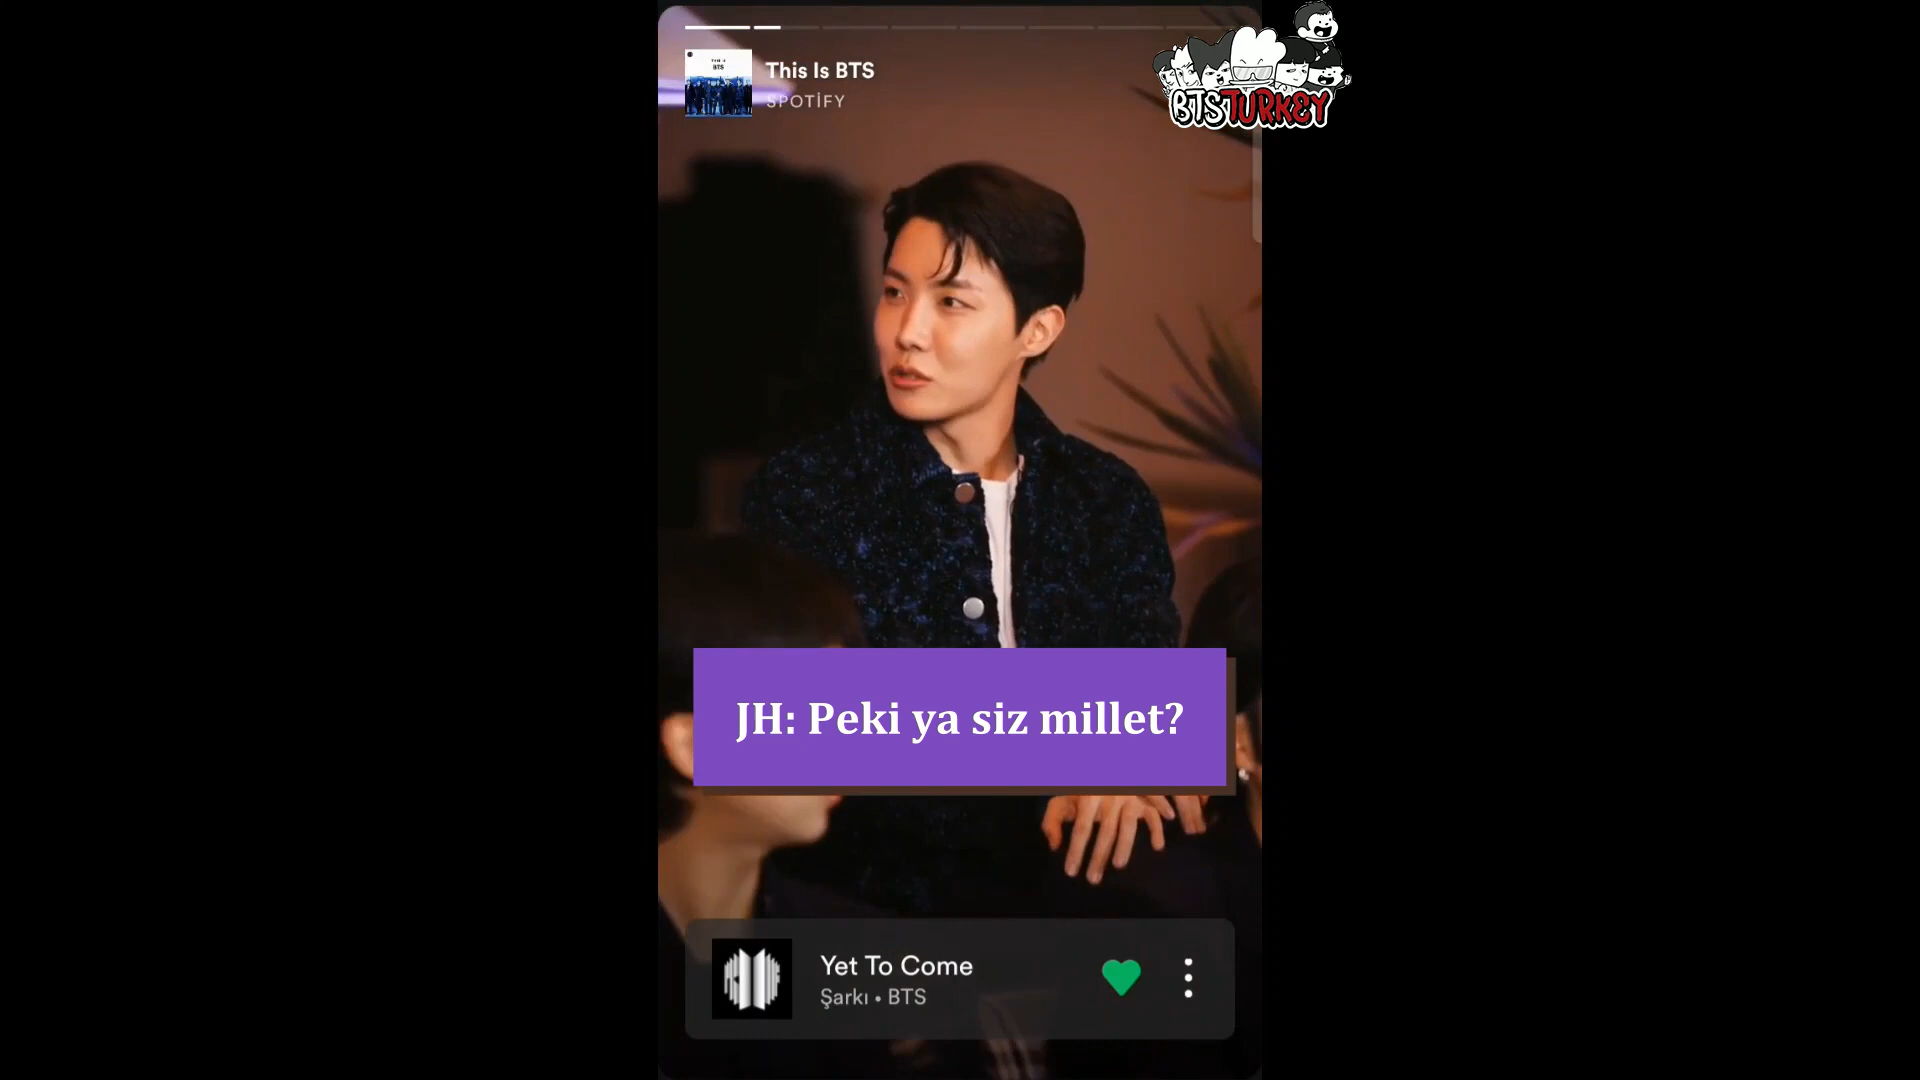 This Is BTS
SPOTİFY
BTSTURKEY
JH: Peki ya siz millet?
Yet To Come
Şarkı • BTS